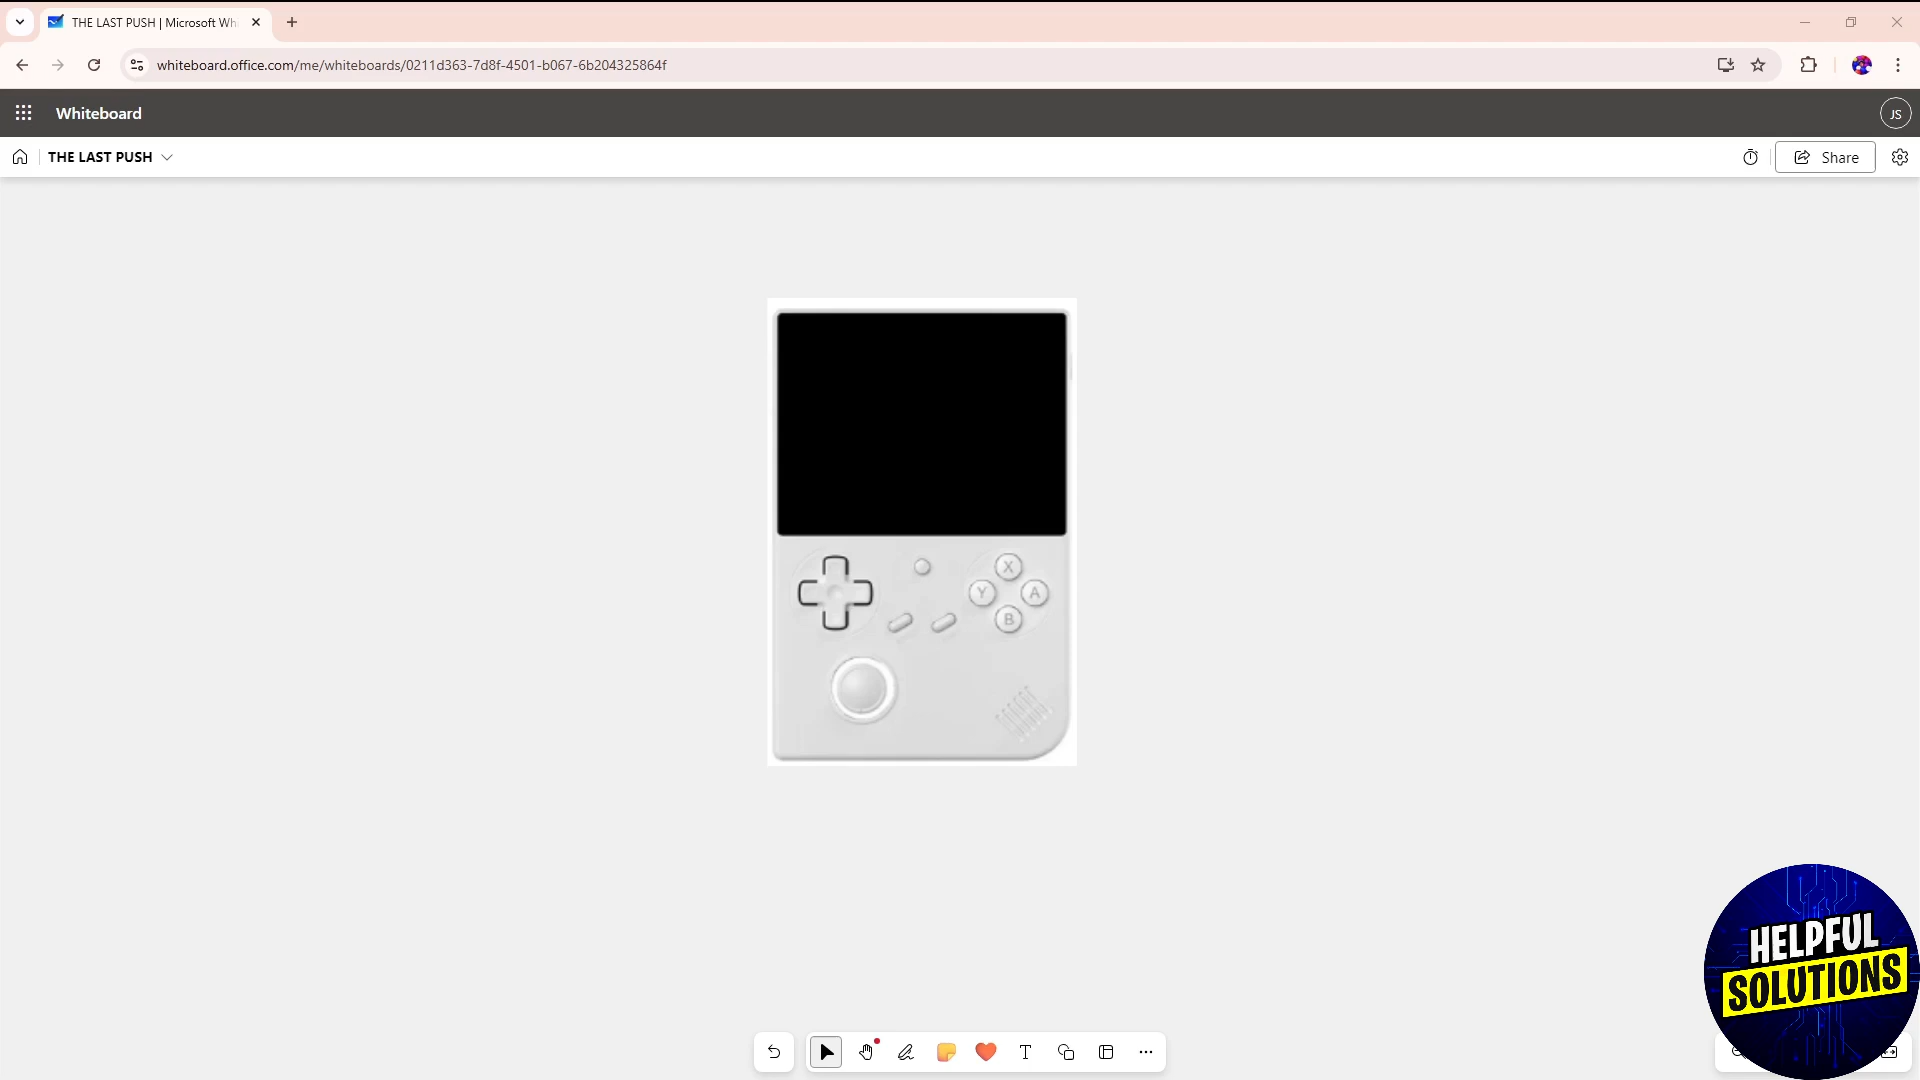 THE LAST PUSH | Microsoft Wh
whiteboard.office.com/me/whiteboards/0211d363-7d8f-4501-b067-6b204325864f
Whiteboard
JS
THE LAST PUSH
Share
X
Y
A
B
T
HELPFUL
SOLUTIONS